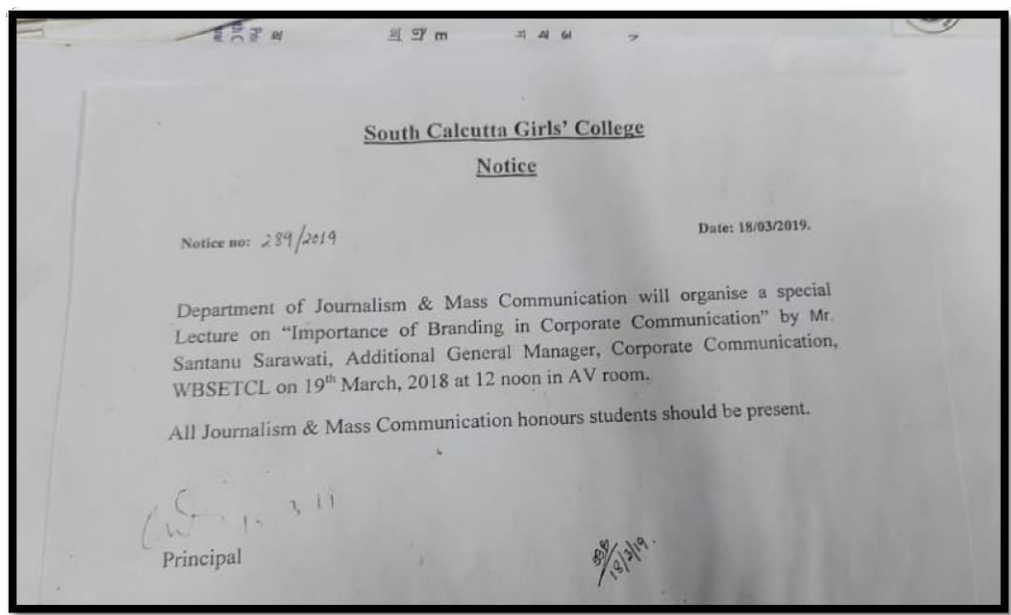 South Calcutta Girls' College
Notice
Notice no: 289/2019
Date: 18/03/2019.
Department of Journalism & Mass Communication will organise a special
Lecture on “Importance of Branding in Corporate Communication” by Mr.
Santanu Sarawati, Additional General Manager, Corporate Communication,
WBSETCL on 19th March, 2018 at 12 noon in AV room.
All Journalism & Mass Communication honours students should be present.
Principal
18/3/19.